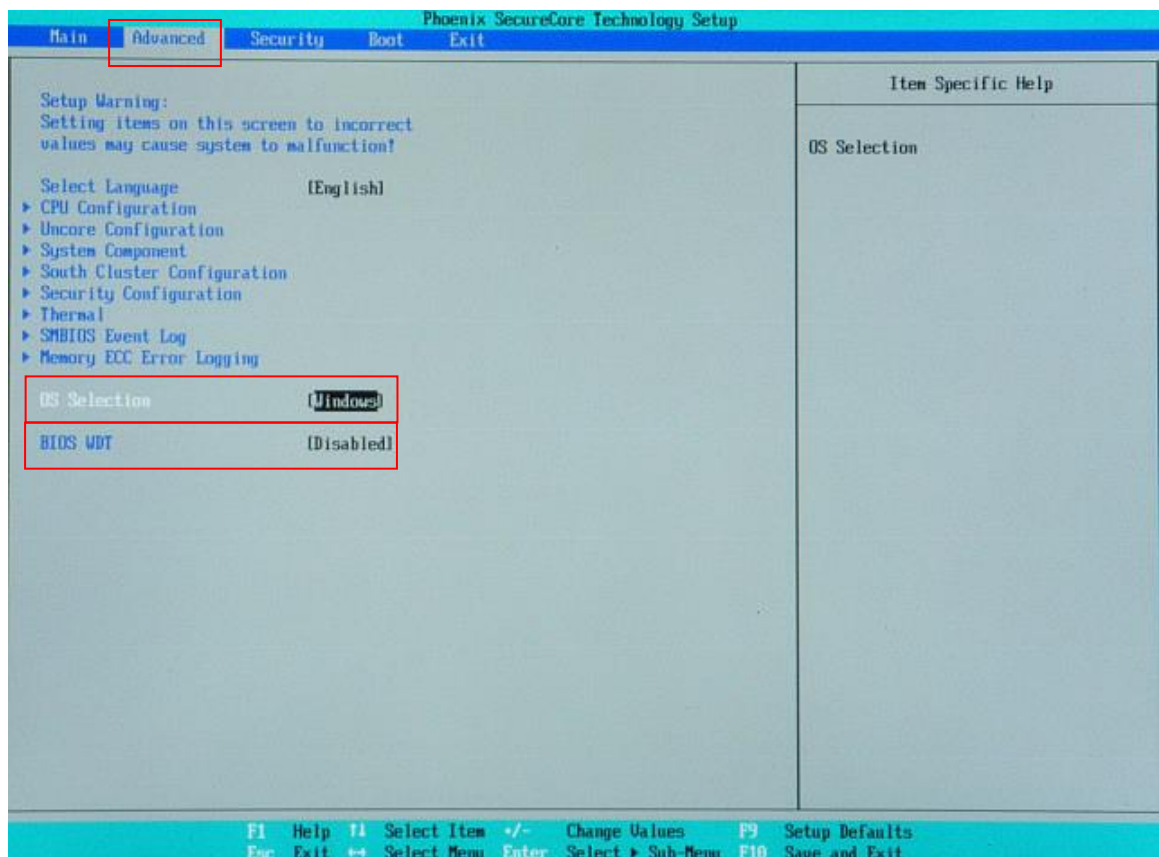 Phoenix SecureCore Technology Setup
Main Advanced Security Boot Exit
Item Specific Help
Setup Warning:
Setting items on this screen to incorrect
values may cause system to malfunction!
OS Selection
Select Language [English]
▶ CPU Configuration
▶ Uncore Configuration
▶ System Component
▶ South Cluster Configuration
▶ Security Configuration
▶ Thermal
▶ SMBIOS Event Log
▶ Memory ECC Error Logging
OS Selection [Windows]
BIOS WDT [Disabled]
F1 Help ↑↓ Select Item +/- Change Values F9 Setup Defaults
Esc Exit ←→ Select Menu Enter Select ▶ Sub-Menu F10 Save and Exit